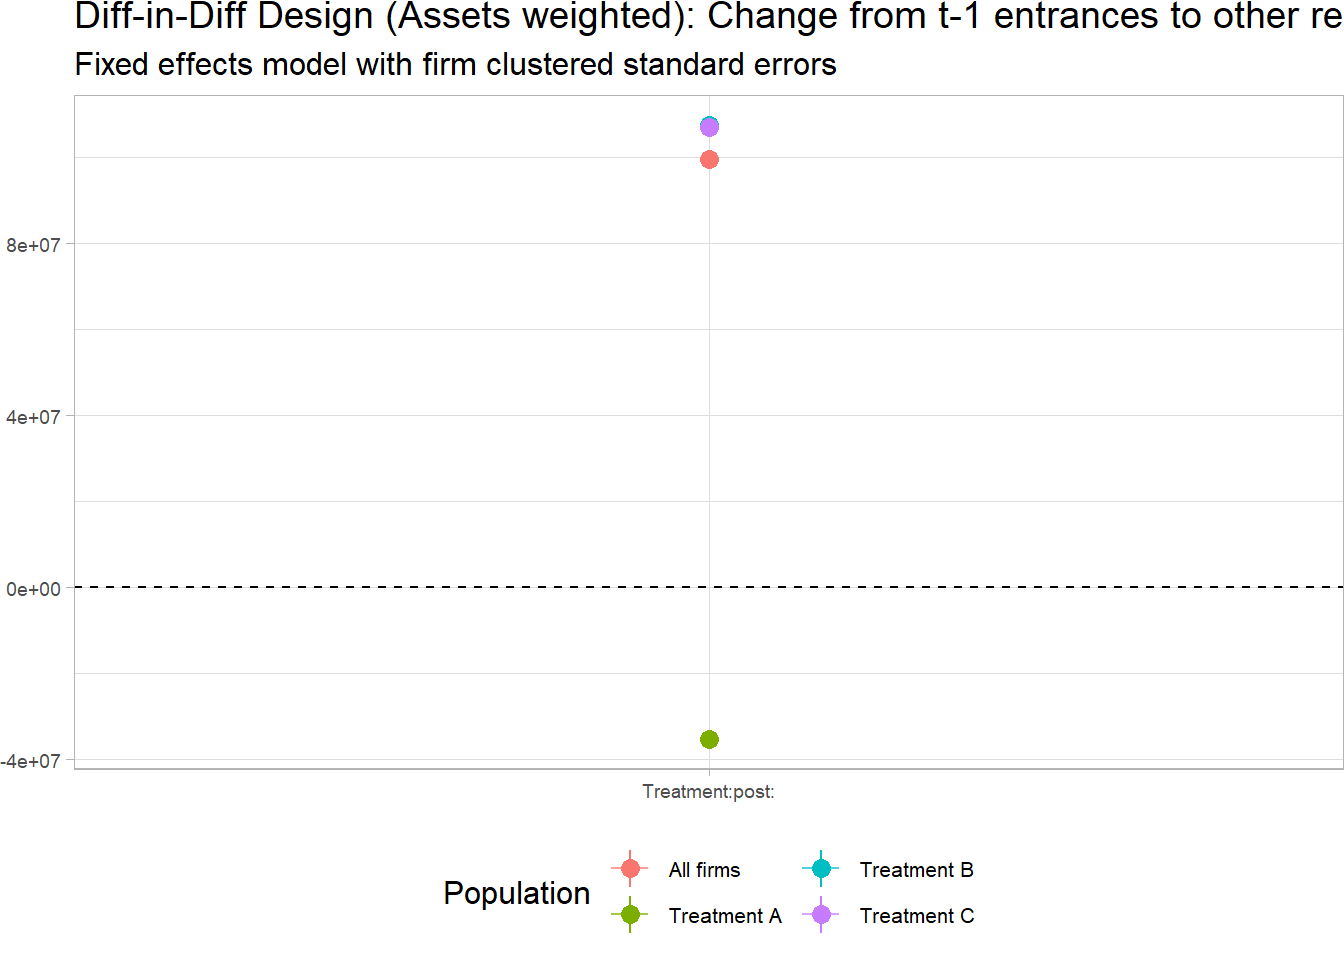 Diff-in-Diff Design (Assets weighted): Change from t-1 entrances to other re
Fixed effects model with firm clustered standard errors
8e+07
4e+07
0e+00
-4e+07
Treatment:post:
Population
All firms
Treatment B
Treatment A
Treatment C